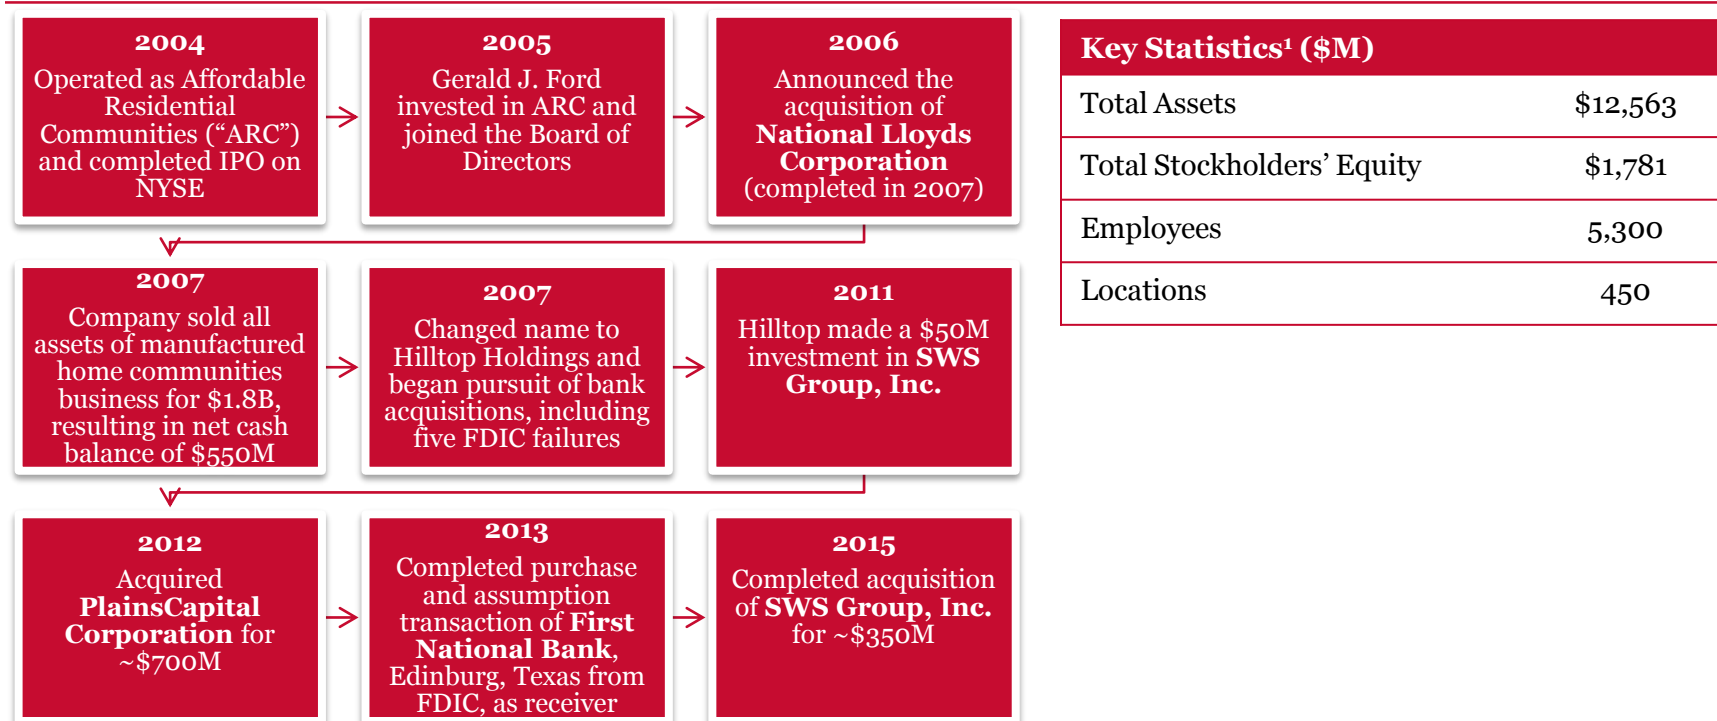 2004
Operated as Affordable
Residential
Communities (“ARC”)
and completed IPO on
NYSE
2005
Gerald J. Ford
invested in ARC and
joined the Board of
Directors
2006
Announced the
acquisition of
National Lloyds
Corporation
(completed in 2007)
2007
Company sold all
assets of manufactured
home communities
business for $1.8B,
resulting in net cash
balance of $550M
2007
Changed name to
Hilltop Holdings and
began pursuit of bank
acquisitions, including
five FDIC failures
2011
Hilltop made a $50M
investment in SWS
Group, Inc.
2012
Acquired
PlainsCapital
Corporation for
~$700M
2013
Completed purchase
and assumption
transaction of First
National Bank,
Edinburg, Texas from
FDIC, as receiver
2015
Completed acquisition
of SWS Group, Inc.
for ~$350M
Key Statistics¹ ($M)
Total Assets $12,563
Total Stockholders’ Equity $1,781
Employees 5,300
Locations 450